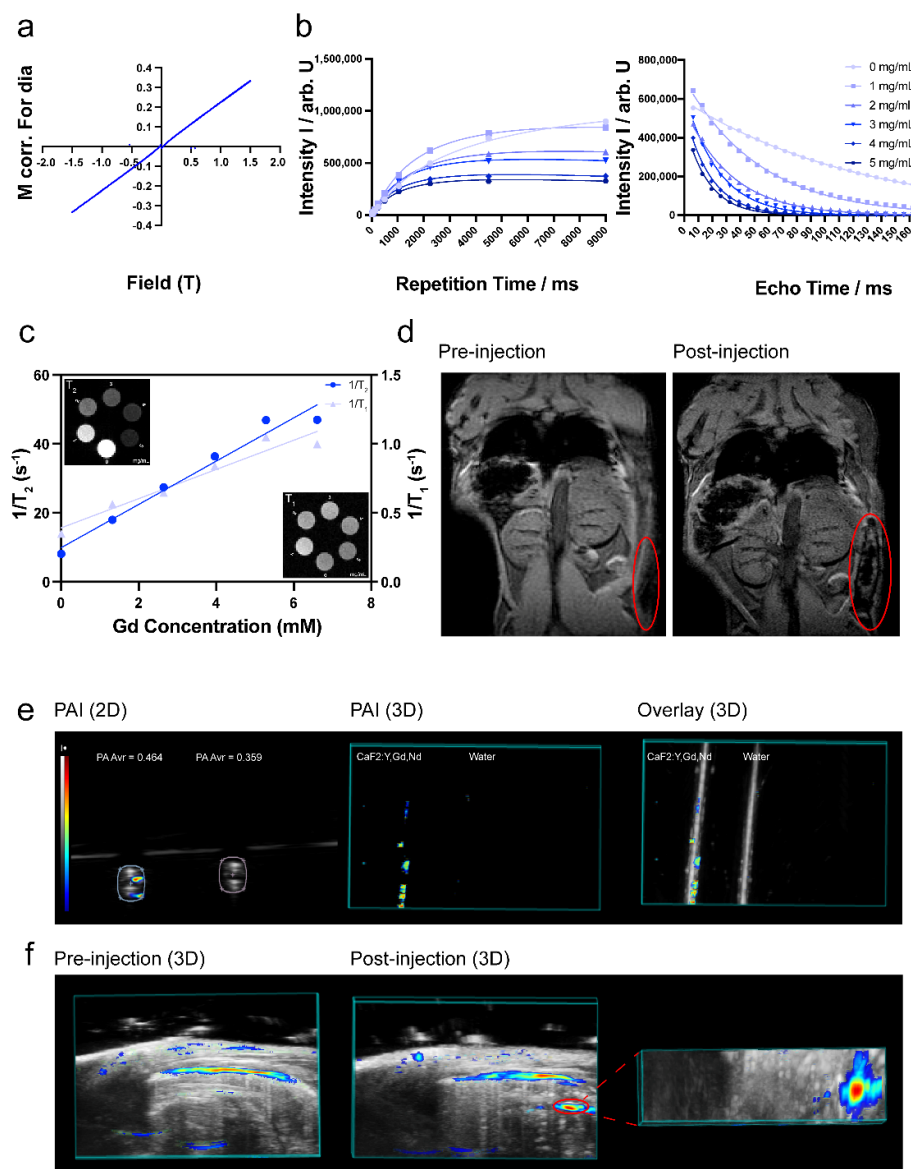 a
M corr. For dia
0.4
0.3
0.2
0.1
-2.0 -1.5 -1.0 -0.5 0.5 1.0 1.5 2.0
-0.1
-0.2
-0.3
-0.4
Field (T)
b
Intensity I / arb. U
1,500,000
1,000,000
500,000
0
0 1000 2000 3000 4000 5000 6000 7000 8000 9000
Repetition Time / ms
Intensity I / arb. U
800,000
600,000
400,000
200,000
0
0 10 20 30 40 50 60 70 80 90 100 110 120 130 140 150 160
Echo Time / ms
0 mg/mL
1 mg/mL
2 mg/ml
3 mg/mL
4 mg/mL
5 mg/mL
c
1/T2 (s-1)
60
40
20
0
T2
mg/mL
1/T2
1/T1
T1
mg/mL
1.5
1.0
0.5
0.0
1/T1 (s-1)
0 2 4 6 8
Gd Concentration (mM)
d
Pre-injection
Post-injection
e
PAI (2D)
PAI (3D)
Overlay (3D)
PA Avr = 0.464
PA Avr = 0.359
CaF2:Y,Gd,Nd
Water
CaF2:Y,Gd,Nd
Water
f
Pre-injection (3D)
Post-injection (3D)